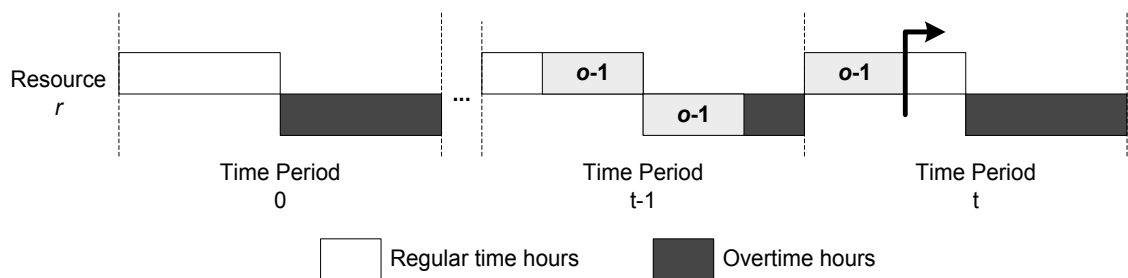 Resource
r
o-1
o-1
o-1
...
Time Period
0
Time Period
t-1
Time Period
t
Regular time hours
Overtime hours